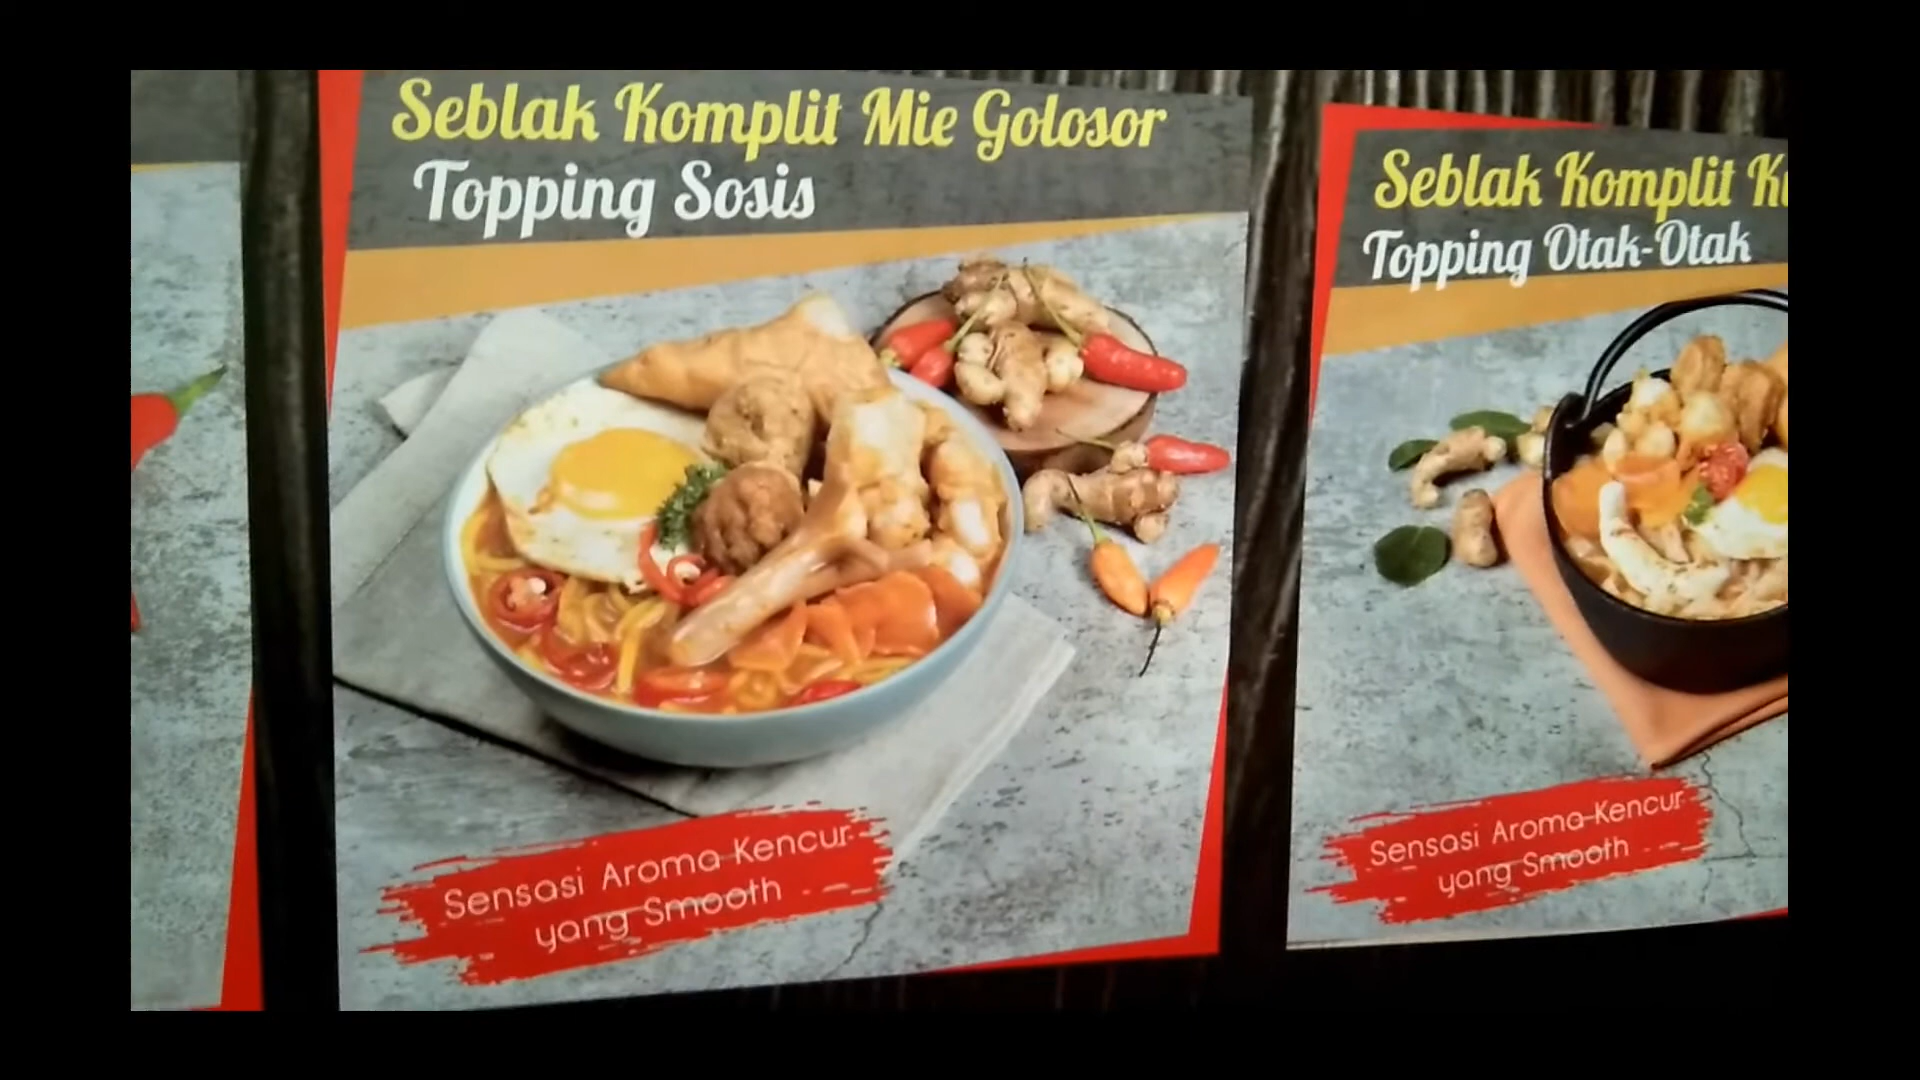 Seblak Komplit Mie Golosor
Topping Sosis
Sensasi Aroma Kencur
yang Smooth
Seblak Komplit
Topping Otak-Otak
Sensasi Aroma Kencur
yang Smooth